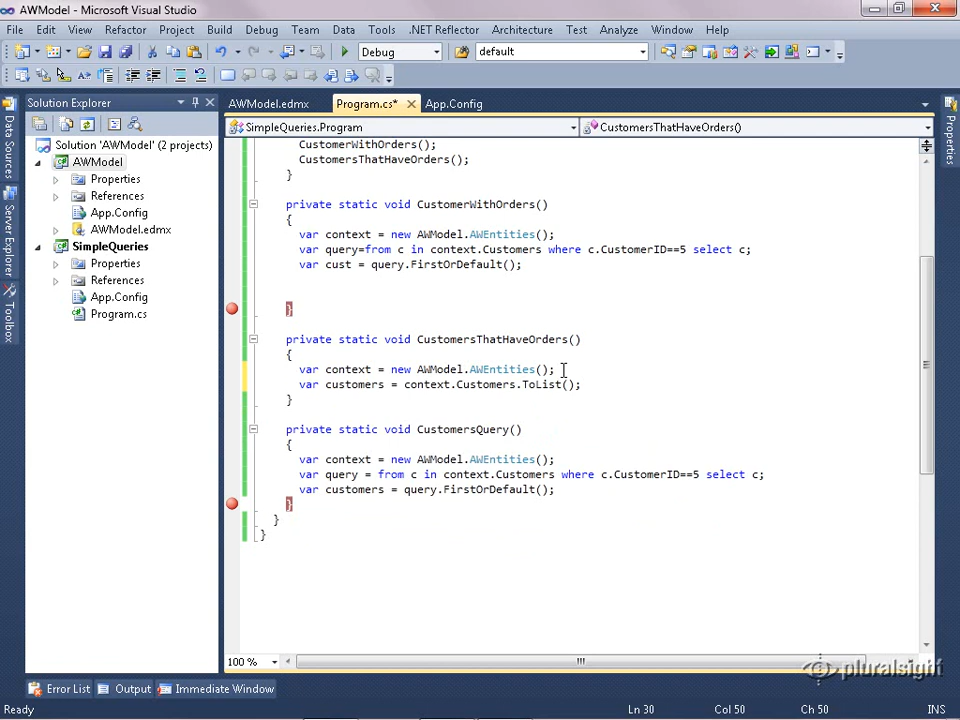 AWModel - Microsoft Visual Studio
File Edit View Refactor Project Build Debug Team Data Tools .NET Reflector Architecture Test Analyze Window Help
Debug default
Solution Explorer
AWModel.edmx Program.cs* App.Config
SimpleQueries.Program CustomersThatHaveOrders()
Solution 'AWModel' (2 projects)
AWModel
Properties
References
App.Config
AWModel.edmx
SimpleQueries
Properties
References
App.Config
Program.cs
Data Sources
Server Explorer
Toolbox
CustomerWithOrders();
CustomersThatHaveOrders();
}
private static void CustomerWithOrders()
{
var context = new AWModel.AWEntities();
var query=from c in context.Customers where c.CustomerID==5 select c;
var cust = query.FirstOrDefault();
}
private static void CustomersThatHaveOrders()
{
var context = new AWModel.AWEntities();
var customers = context.Customers.ToList();
}
private static void CustomersQuery()
{
var context = new AWModel.AWEntities();
var query = from c in context.Customers where c.CustomerID==5 select c;
var customers = query.FirstOrDefault();
}
}
}
Properties
100 %
pluralsight
Error List Output Immediate Window
Ready Ln 30 Col 50 Ch 50 INS